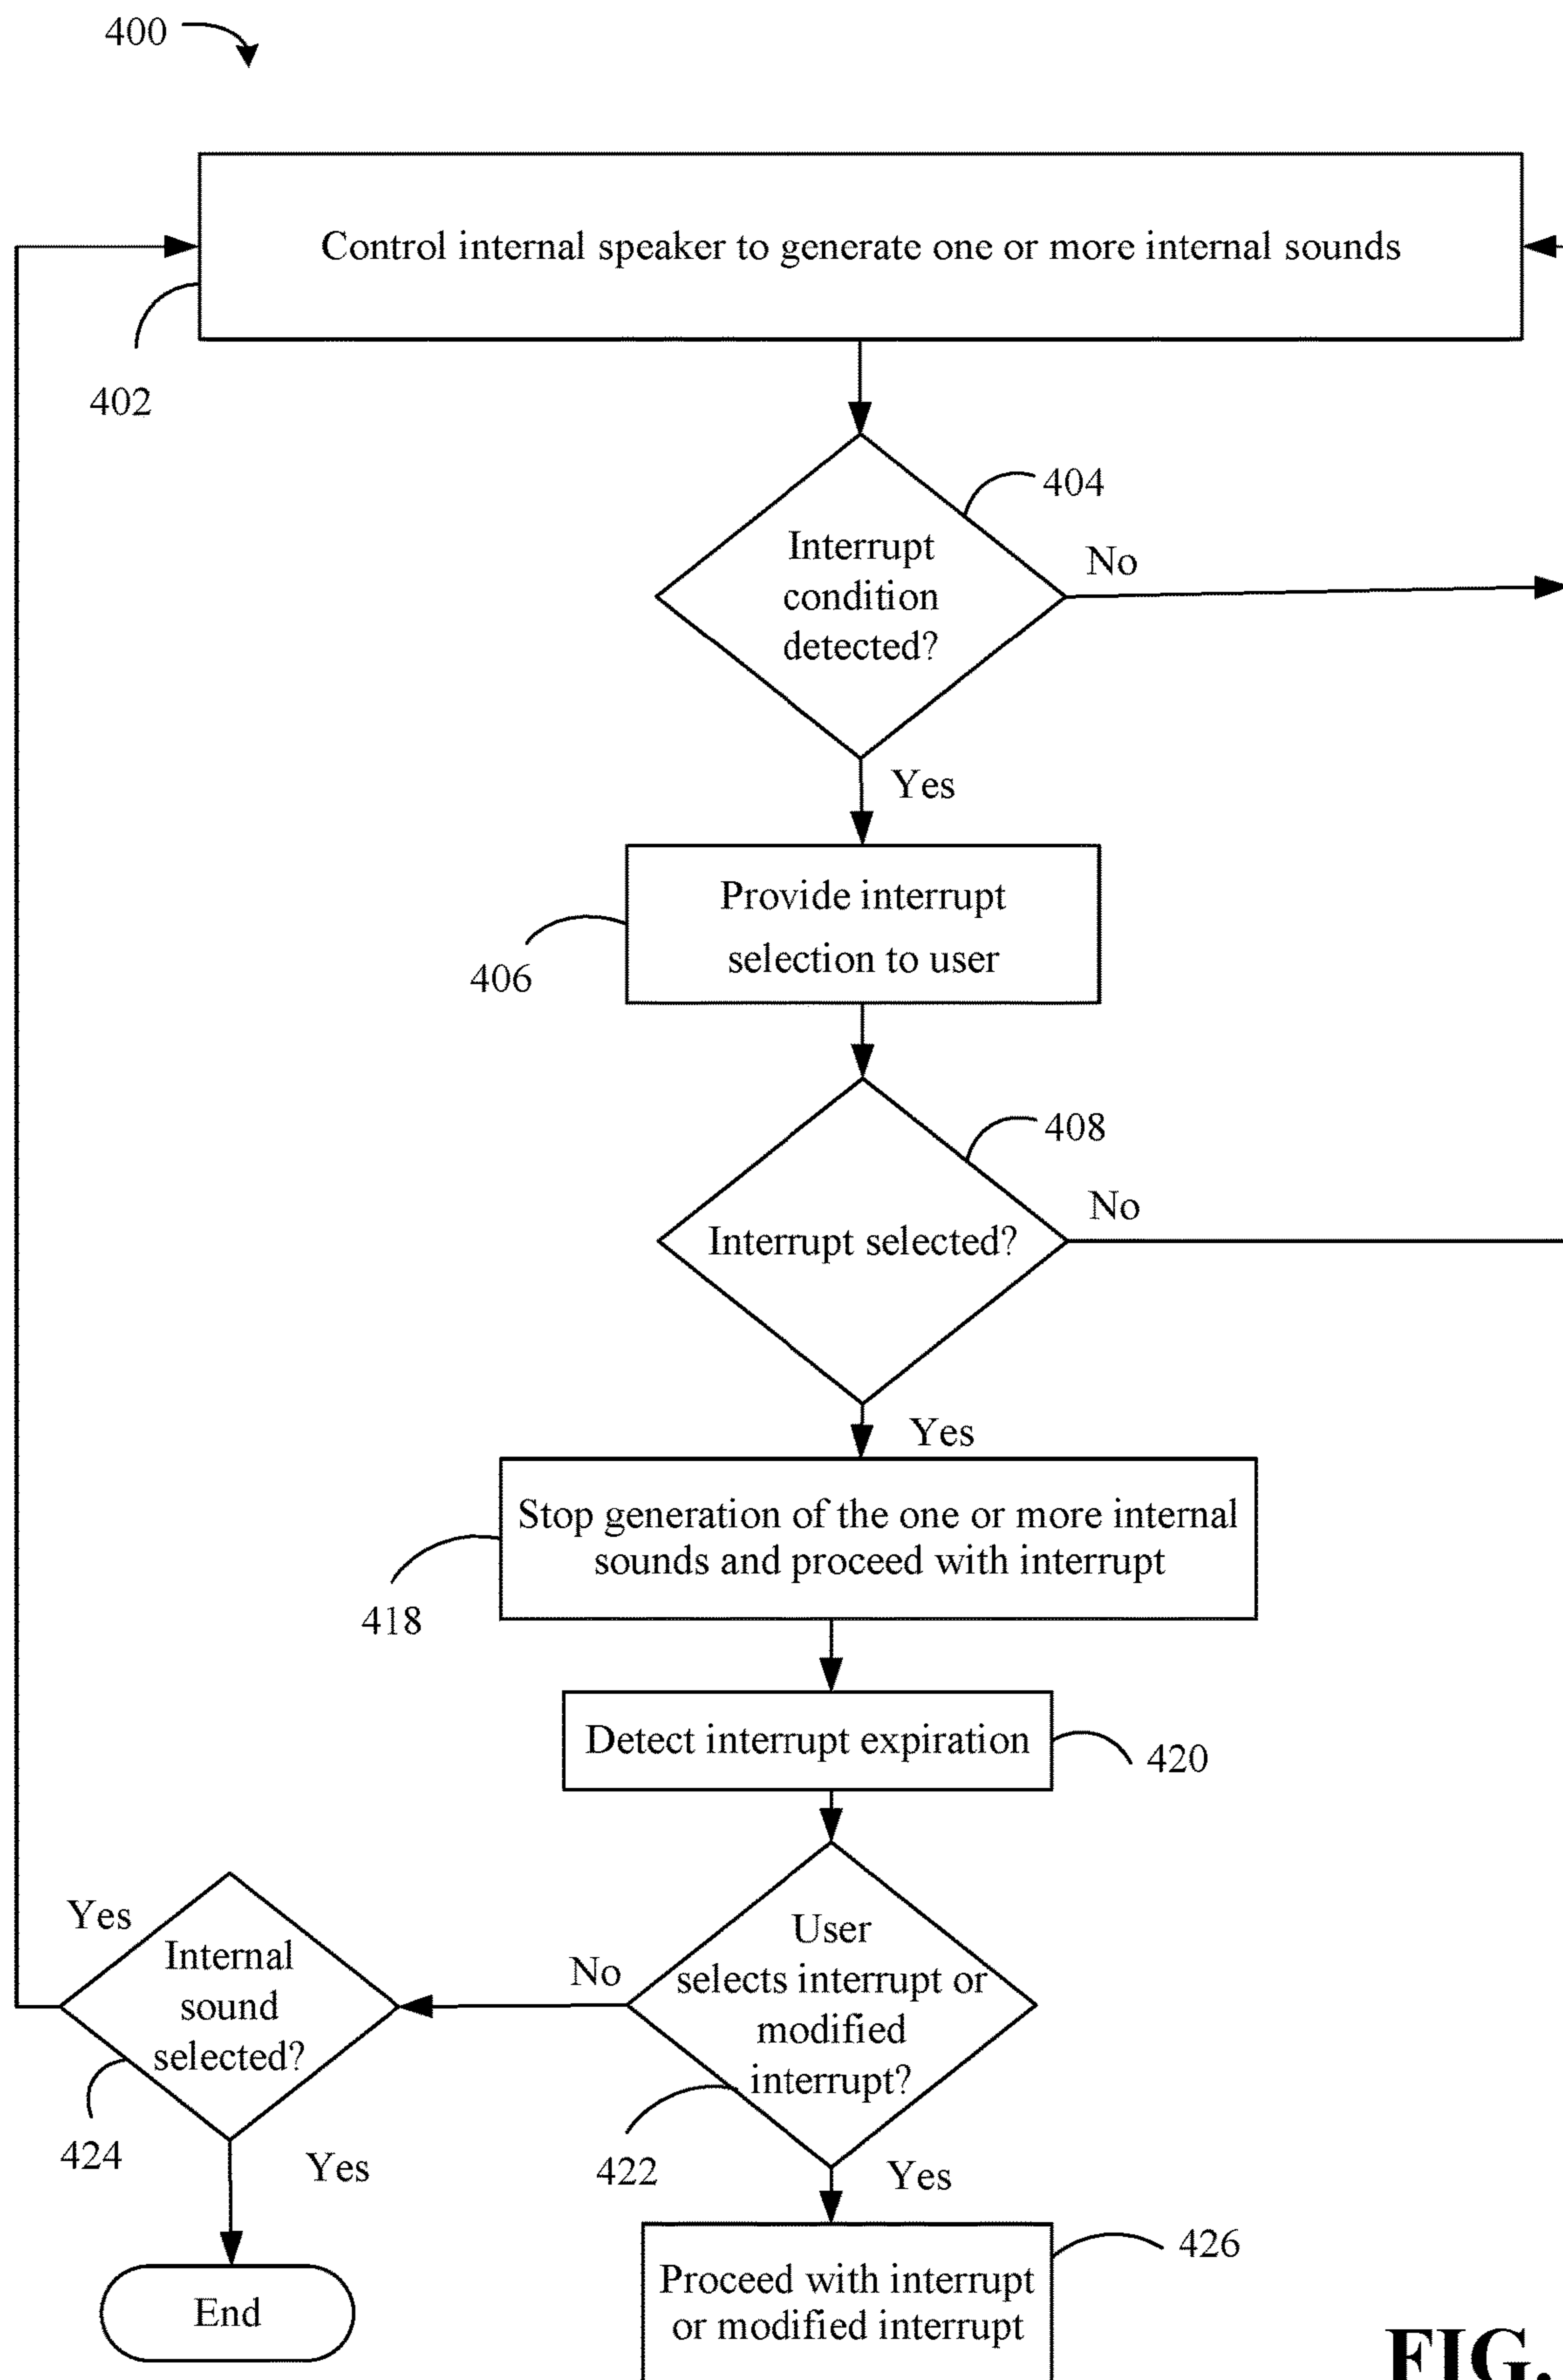 400
Control internal speaker to generate one or more internal sounds
402
404
Interrupt
condition
detected?
No
Yes
Provide interrupt
selection to user
406
408
Interrupt selected?
No
Yes
Stop generation of the one or more internal
sounds and proceed with interrupt
418
Detect interrupt expiration
420
User
selects interrupt or
modified
interrupt?
No
Yes
Internal
sound
selected?
424
Yes
422
Yes
426
Proceed with interrupt
or modified interrupt
End
FIG.